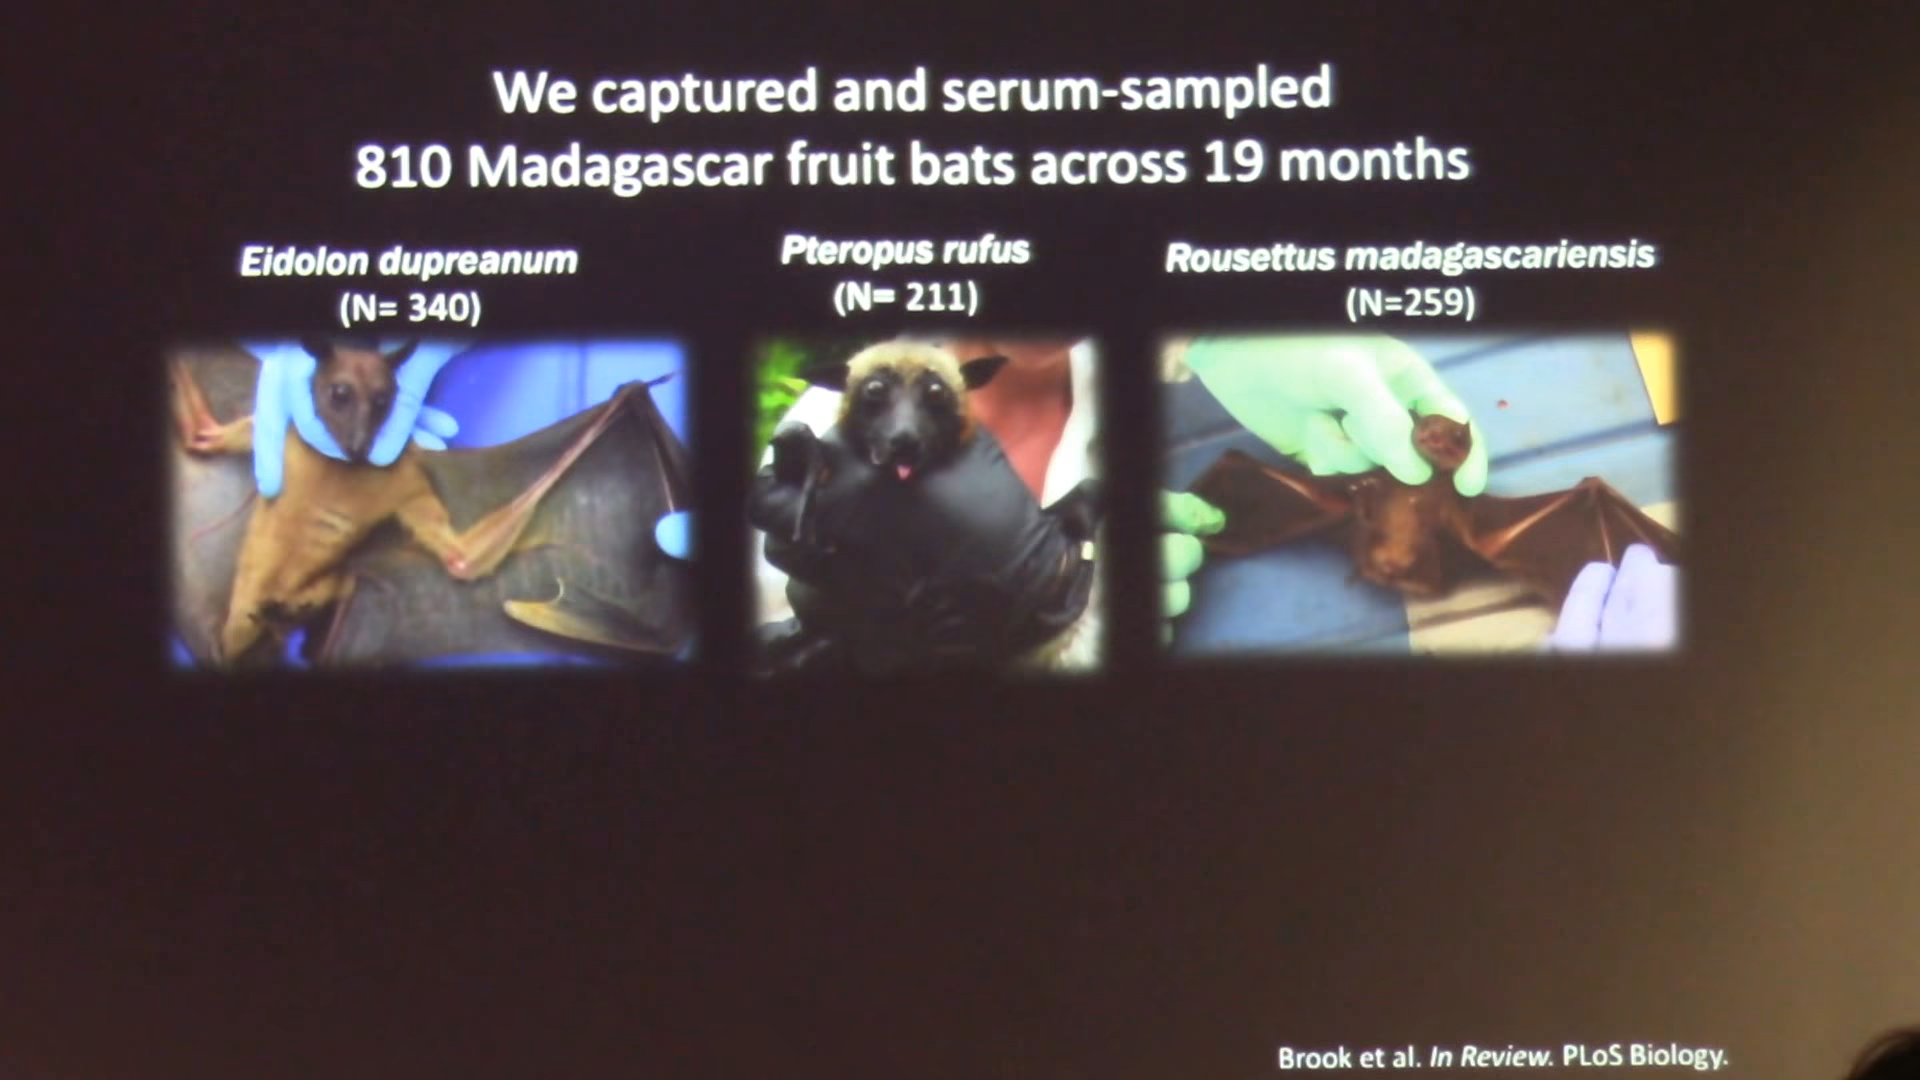 We captured and serum-sampled
810 Madagascar fruit bats across 19 months
Eidolon dupreanum
(N= 340)
Pteropus rufus
(N= 211)
Rousettus madagascariensis
(N=259)
Brook et al. In Review. PLoS Biology.